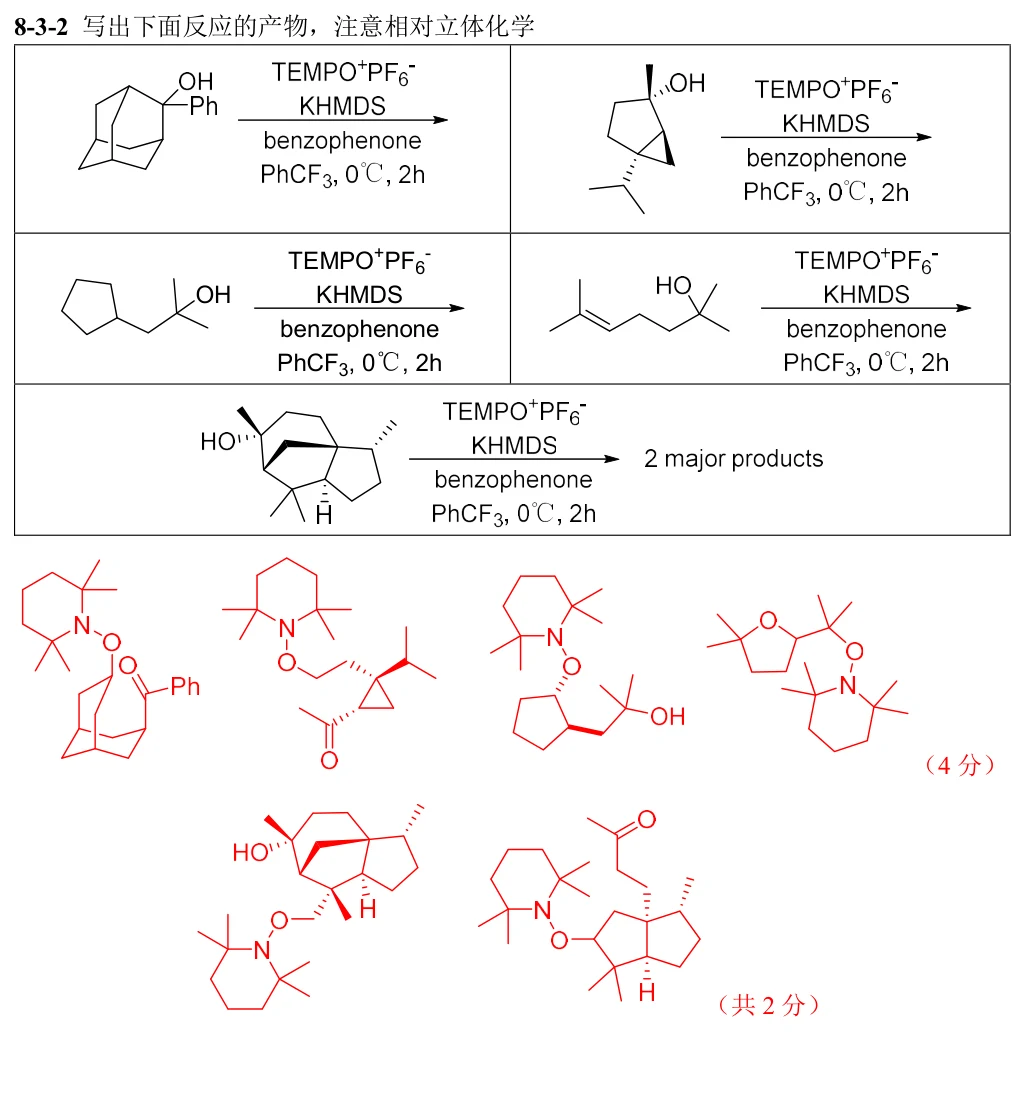 8-3-2 写出下面反应的产物，注意相对立体化学
OH
Ph
TEMPO⁺PF₆⁻
KHMDS
benzophenone
PhCF₃, 0℃, 2h
OH
TEMPO⁺PF₆⁻
KHMDS
benzophenone
PhCF₃, 0℃, 2h
OH
TEMPO⁺PF₆⁻
KHMDS
benzophenone
PhCF₃, 0℃, 2h
HO
TEMPO⁺PF₆⁻
KHMDS
benzophenone
PhCF₃, 0℃, 2h
HO
H
TEMPO⁺PF₆⁻
KHMDS
benzophenone
PhCF₃, 0℃, 2h
2 major products
N
O
O
Ph
N
O
O
N
O
OH
O
O
N
（4 分）
HO
H
O
N
O
N
O
H
（共 2 分）